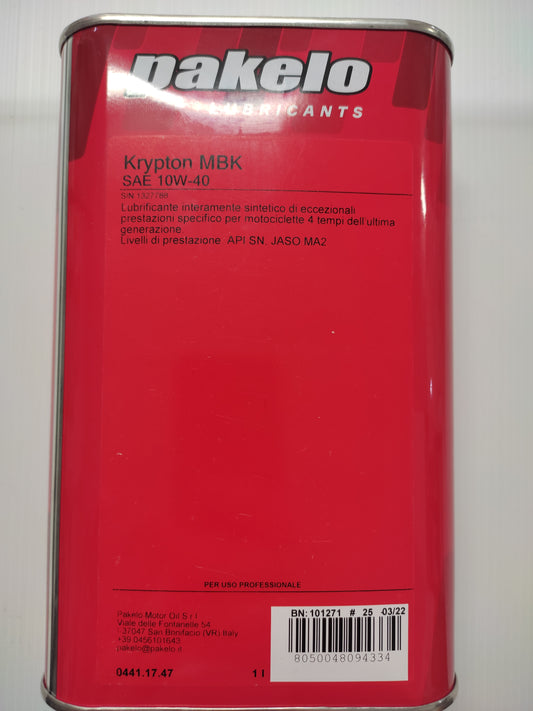 pakelo
LUBRICANTS
Krypton MBK
SAE 10W-40
S/N 1327788
Lubrificante interamente sintetico di eccezionali
prestazioni specifico per motociclette 4 tempi dell'ultima
generazione.
Livelli di prestazione: API SN, JASO MA2
PER USO PROFESSIONALE
Pakelo Motor Oil S.r.l.
Viale delle Fontanelle 54
I-37047 San Bonifacio (VR) Italy
+39.0456101643
pakelo@pakelo.it
0441.17.47
1 l
BN: 101271 # 25 -03/22
8050048094334